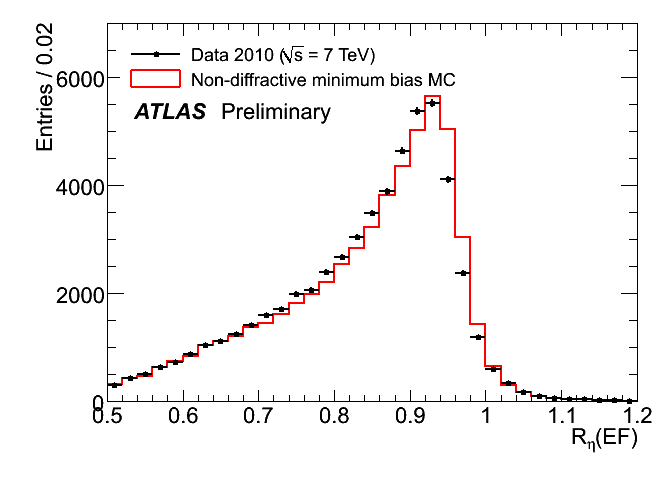 Data 2010 (√s = 7 TeV)
Non-diffractive minimum bias MC
ATLAS Preliminary
Entries / 0.02
6000
4000
2000
0
0.5 0.6 0.7 0.8 0.9 1 1.1 1.2
Rη(EF)